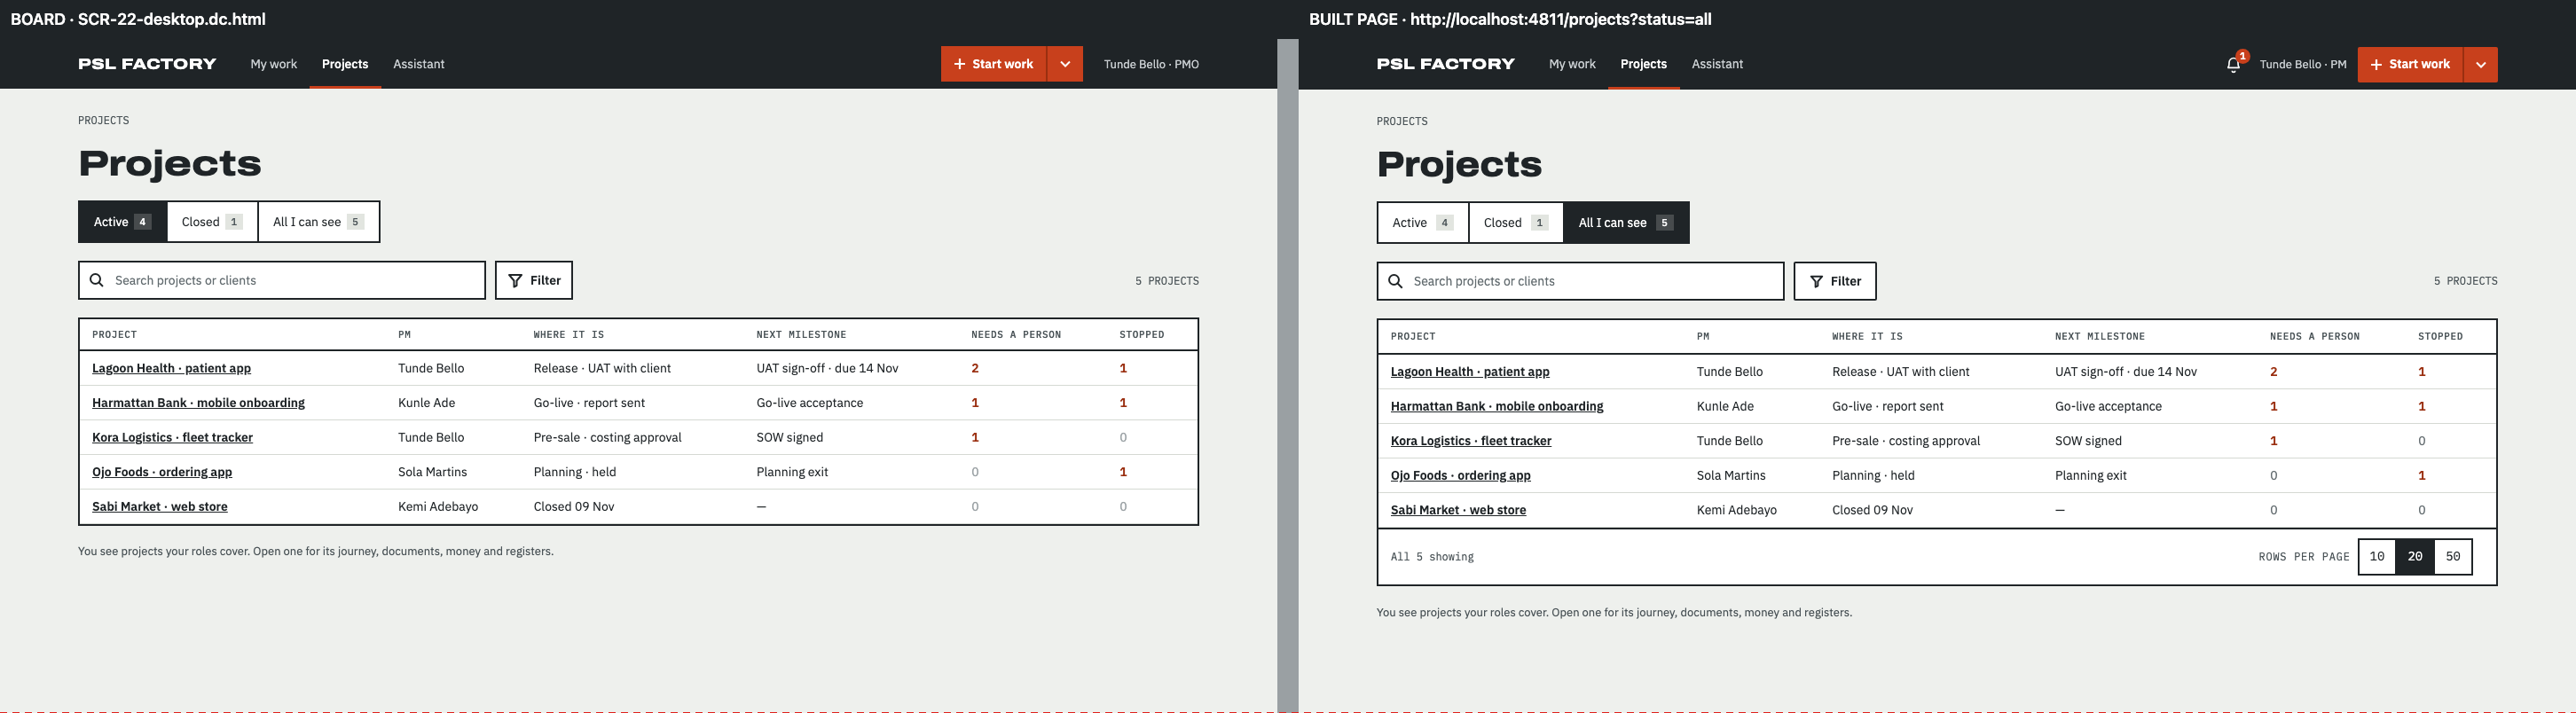 BOARD · SCR-22-desktop.dc.html
PSL FACTORY My work Projects Assistant + Start work Tunde Bello · PMO
PROJECTS
Projects
Active 4 Closed 1 All I can see 5
Search projects or clients Filter 5 PROJECTS
PROJECT PM WHERE IT IS NEXT MILESTONE NEEDS A PERSON STOPPED
Lagoon Health · patient app Tunde Bello Release · UAT with client UAT sign-off · due 14 Nov 2 1
Harmattan Bank · mobile onboarding Kunle Ade Go-live · report sent Go-live acceptance 1 1
Kora Logistics · fleet tracker Tunde Bello Pre-sale · costing approval SOW signed 1 0
Ojo Foods · ordering app Sola Martins Planning · held Planning exit 0 1
Sabi Market · web store Kemi Adebayo Closed 09 Nov — 0 0
You see projects your roles cover. Open one for its journey, documents, money and registers.
BUILT PAGE · http://localhost:4811/projects?status=all
PSL FACTORY My work Projects Assistant 1 Tunde Bello · PM + Start work
PROJECTS
Projects
Active 4 Closed 1 All I can see 5
Search projects or clients Filter 5 PROJECTS
PROJECT PM WHERE IT IS NEXT MILESTONE NEEDS A PERSON STOPPED
Lagoon Health · patient app Tunde Bello Release · UAT with client UAT sign-off · due 14 Nov 2 1
Harmattan Bank · mobile onboarding Kunle Ade Go-live · report sent Go-live acceptance 1 1
Kora Logistics · fleet tracker Tunde Bello Pre-sale · costing approval SOW signed 1 0
Ojo Foods · ordering app Sola Martins Planning · held Planning exit 0 1
Sabi Market · web store Kemi Adebayo Closed 09 Nov — 0 0
All 5 showing ROWS PER PAGE 10 20 50
You see projects your roles cover. Open one for its journey, documents, money and registers.